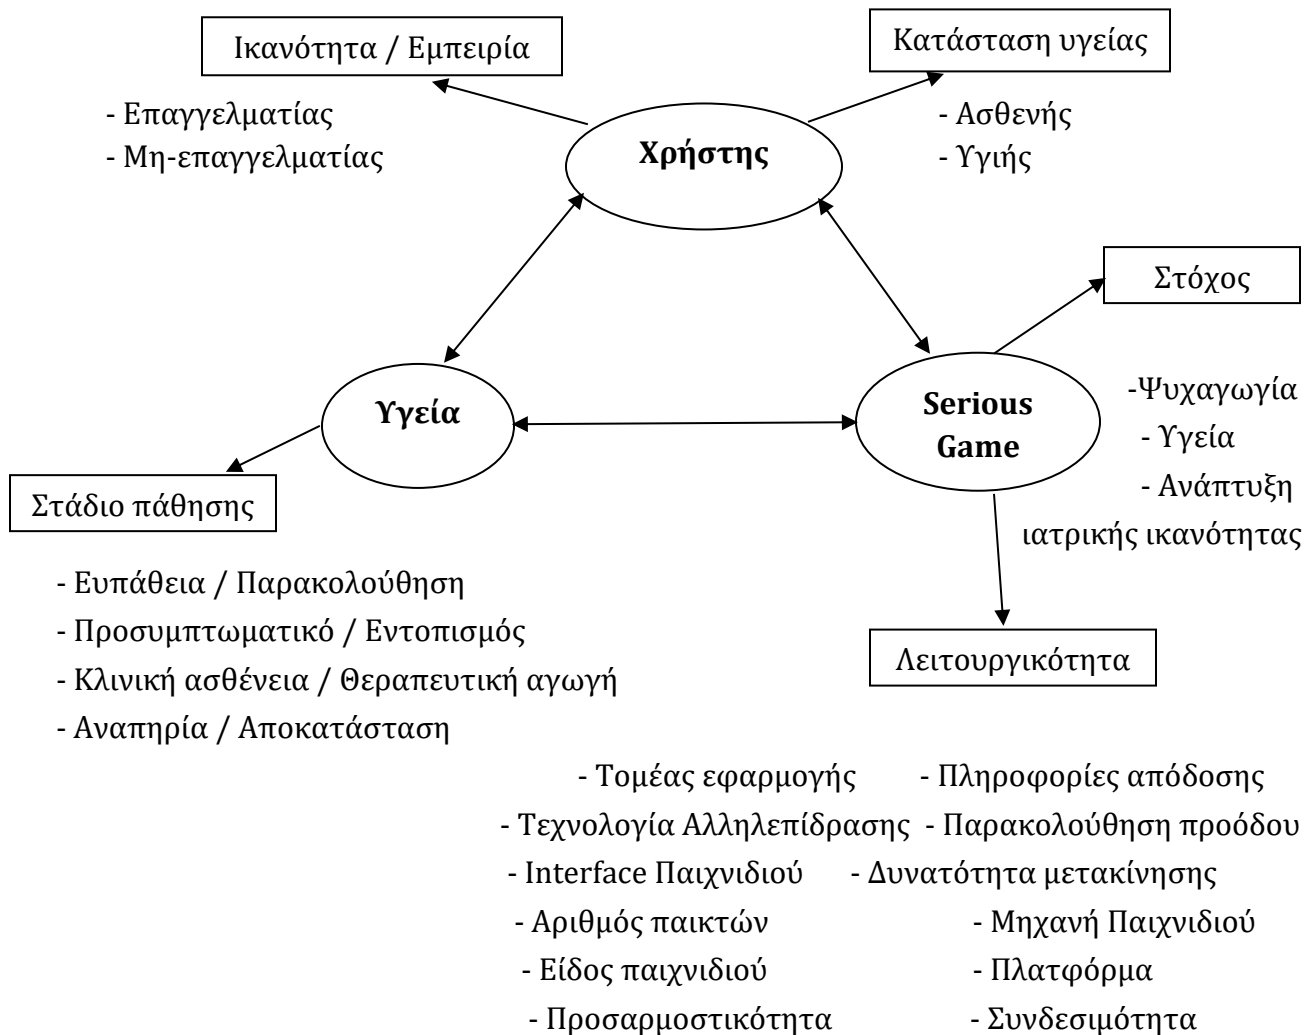 Ικανότητα / Εμπειρία
Κατάσταση υγείας
- Επαγγελματίας
- Μη-επαγγελματίας
Χρήστης
- Ασθενής
- Υγιής
Στόχος
Υγεία
Serious
Game
-Ψυχαγωγία
- Υγεία
- Ανάπτυξη
ιατρικής ικανότητας
Στάδιο πάθησης
- Ευπάθεια / Παρακολούθηση
- Προσυμπτωματικό / Εντοπισμός
- Κλινική ασθένεια / Θεραπευτική αγωγή
- Αναπηρία / Αποκατάσταση
Λειτουργικότητα
- Τομέας εφαρμογής - Πληροφορίες απόδοσης
- Τεχνολογία Αλληλεπίδρασης - Παρακολούθηση προόδου
- Interface Παιχνιδιού - Δυνατότητα μετακίνησης
- Αριθμός παικτών - Μηχανή Παιχνιδιού
- Είδος παιχνιδιού - Πλατφόρμα
- Προσαρμοστικότητα - Συνδεσιμότητα